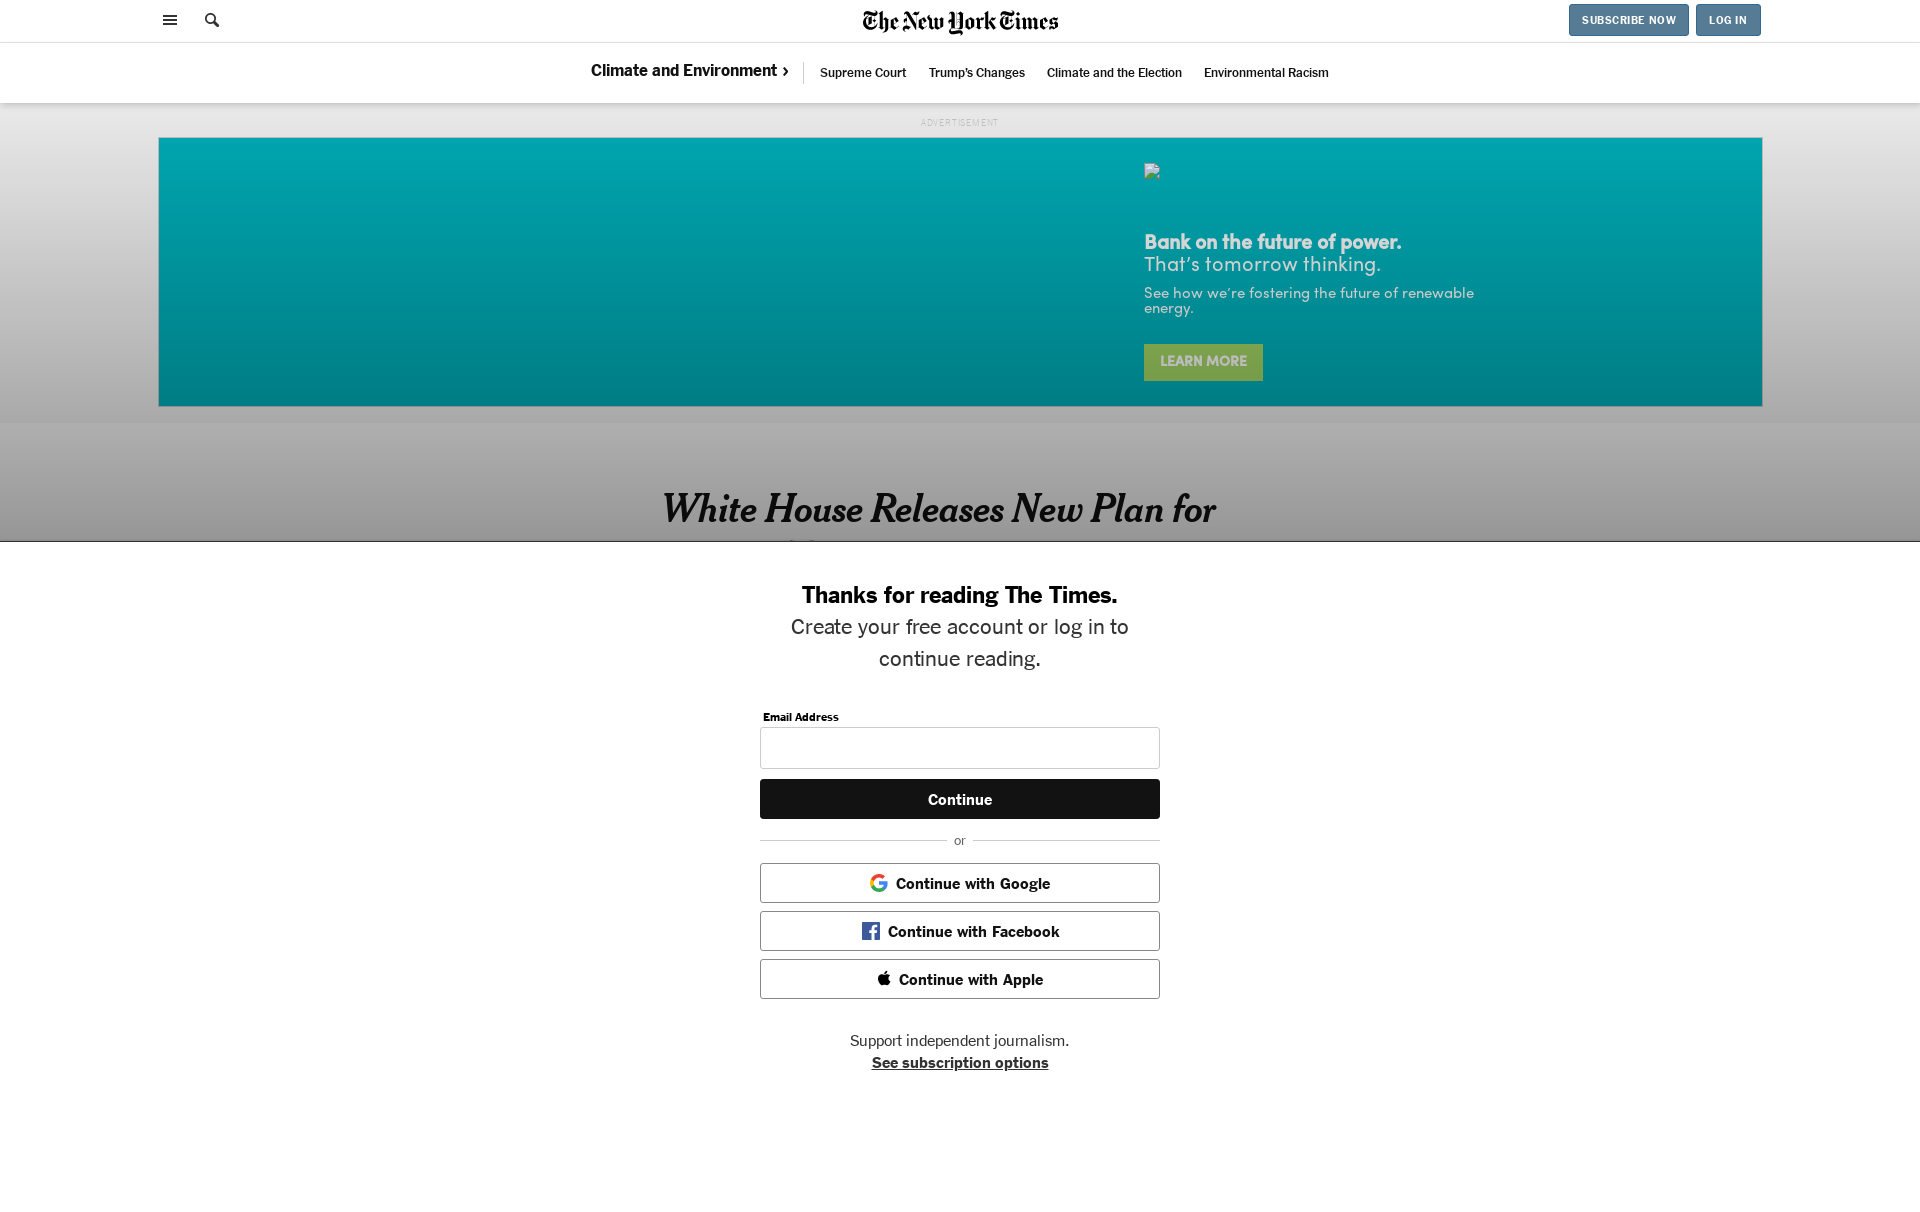 The New York Times
SUBSCRIBE NOW
LOG IN
Climate and Environment ›
Supreme Court
Trump's Changes
Climate and the Election
Environmental Racism
ADVERTISEMENT
Bank on the future of power.
That's tomorrow thinking.
See how we're fostering the future of renewable
energy.
LEARN MORE
White House Releases New Plan for
Thanks for reading The Times.
Create your free account or log in to
continue reading.
Email Address
Continue
or
Continue with Google
Continue with Facebook
Continue with Apple
Support independent journalism.
See subscription options